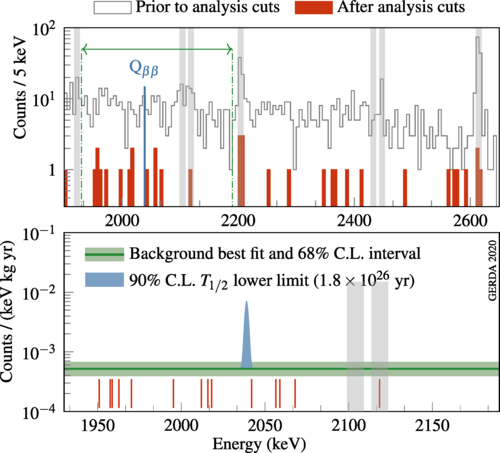 Prior to analysis cuts After analysis cuts
Counts / 5 keV
10²
10
1
Qββ
2000 2200 2400 2600
Counts / (keV kg yr)
10⁻¹
10⁻²
10⁻³
10⁻⁴
Background best fit and 68% C.L. interval
90% C.L. T₁/₂ lower limit (1.8 × 10²⁶ yr)
GERDA 2020
1950 2000 2050 2100 2150
Energy (keV)